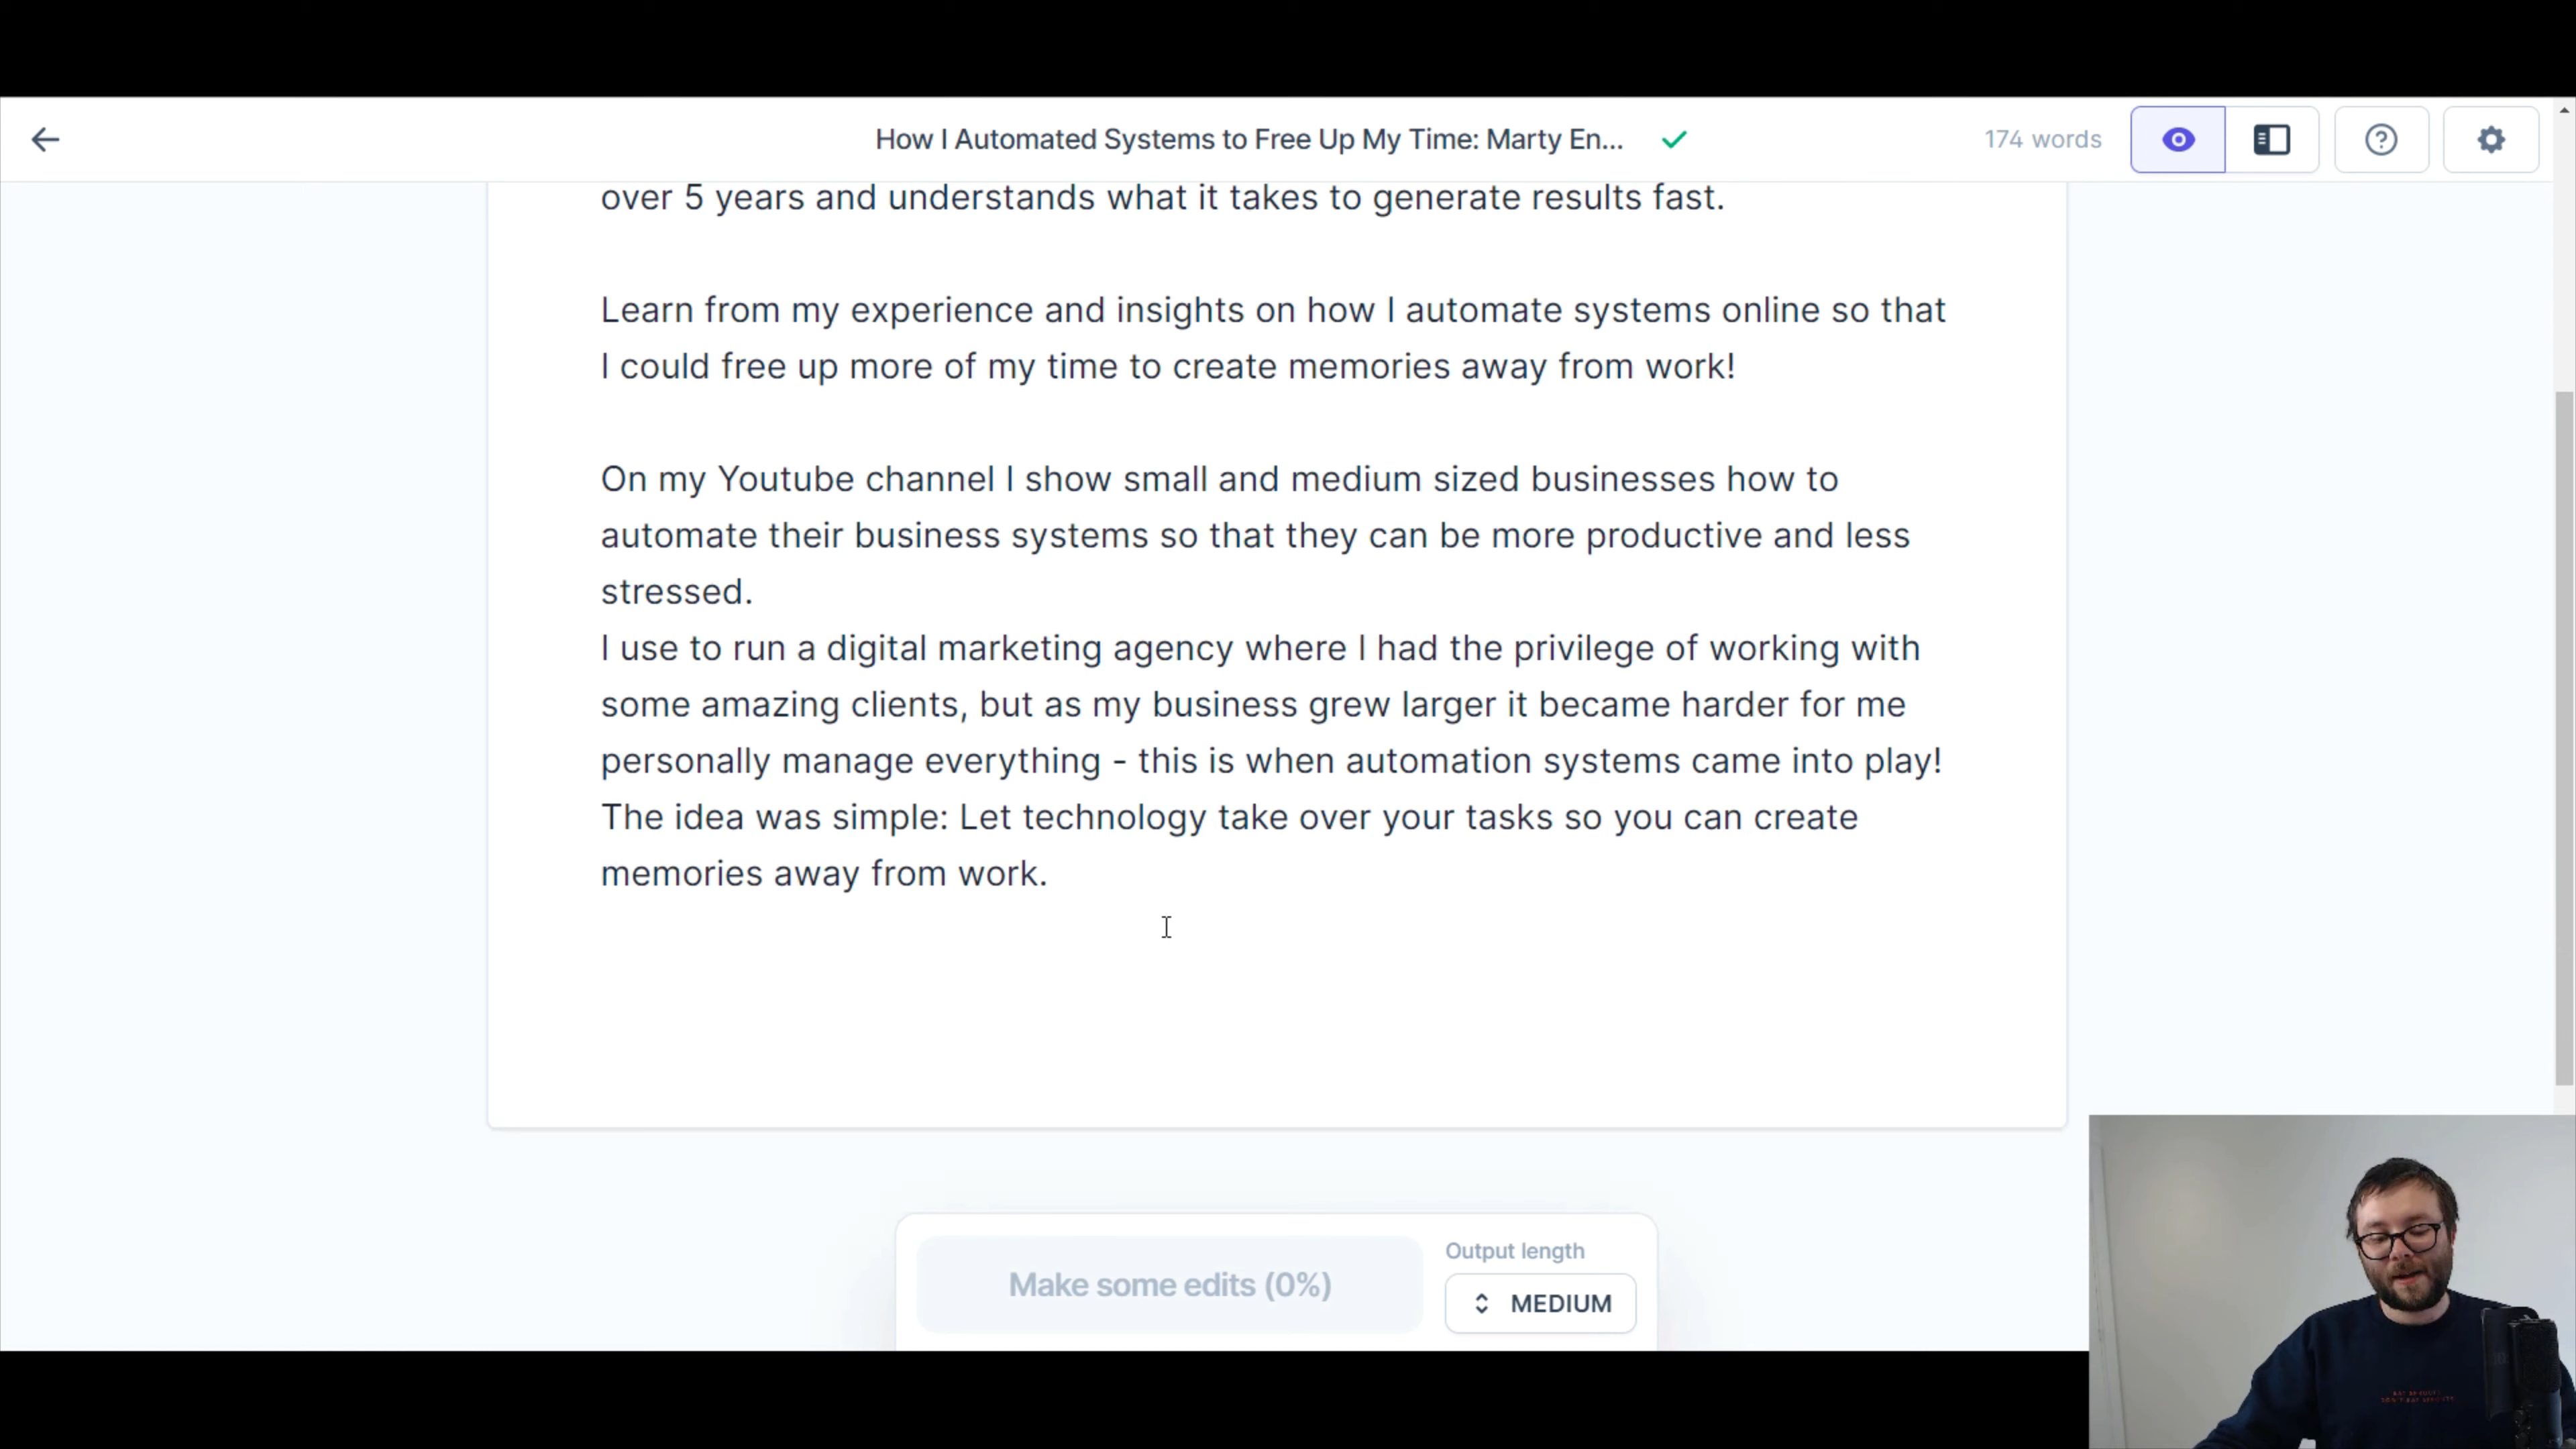 How I Automated Systems to Free Up My Time: Marty En...
174 words
over 5 years and understands what it takes to generate results fast.
Learn from my experience and insights on how I automate systems online so that
I could free up more of my time to create memories away from work!
On my Youtube channel I show small and medium sized businesses how to
automate their business systems so that they can be more productive and less
stressed.
I use to run a digital marketing agency where I had the privilege of working with
some amazing clients, but as my business grew larger it became harder for me
personally manage everything - this is when automation systems came into play!
The idea was simple: Let technology take over your tasks so you can create
memories away from work.
Make some edits (0%)
Output length
MEDIUM